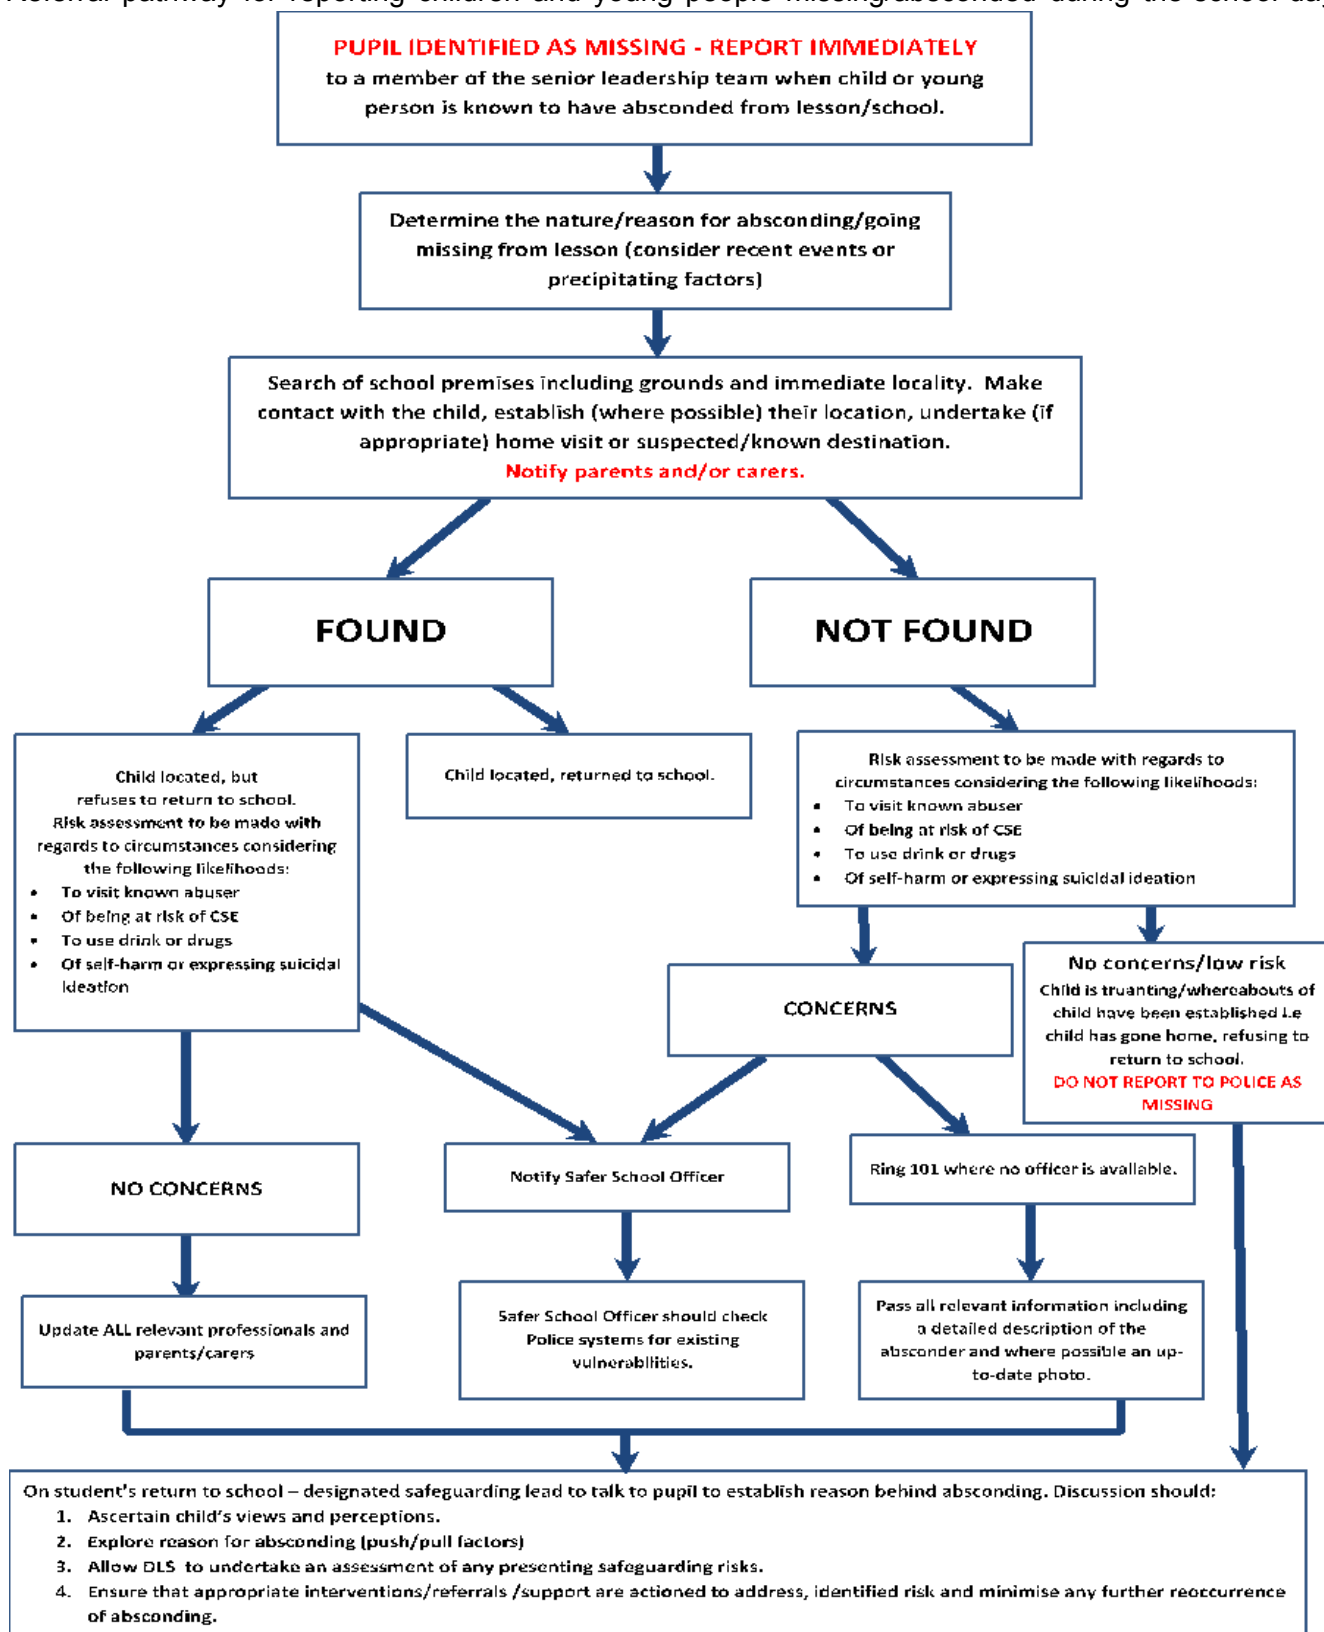 Referral pathway for reporting children and young people missing/absconded during the school day
PUPIL IDENTIFIED AS MISSING - REPORT IMMEDIATELY
to a member of the senior leadership team when child or young
person is known to have absconded from lesson/school.
Determine the nature/reason for absconding/going
missing from lesson (consider recent events or
precipitating factors)
Search of school premises including grounds and immediate locality. Make
contact with the child, establish (where possible) their location, undertake (if
appropriate) home visit or suspected/known destination.
Notify parents and/or carers.
FOUND
NOT FOUND
Child located, but
refuses to return to school.
Risk assessment to be made with
regards to circumstances considering
the following likelihoods:
• To visit known abuser
• Of being at risk of CSE
• To use drink or drugs
• Of self-harm or expressing suicidal
ideation
Child located, returned to school.
Risk assessment to be made with regards to
circumstances considering the following likelihoods:
• To visit known abuser
• Of being at risk of CSE
• To use drink or drugs
• Of self-harm or expressing suicidal ideation
CONCERNS
No concerns/low risk
Child is truanting/whereabouts of
child have been established i.e
child has gone home, refusing to
return to school.
DO NOT REPORT TO POLICE AS
MISSING
NO CONCERNS
Notify Safer School Officer
Ring 101 where no officer is available.
Update ALL relevant professionals and
parents/carers
Safer School Officer should check
Police systems for existing
vulnerabilities.
Pass all relevant information including
a detailed description of the
absconder and where possible an up-
to-date photo.
On student's return to school – designated safeguarding lead to talk to pupil to establish reason behind absconding. Discussion should:
1. Ascertain child's views and perceptions.
2. Explore reason for absconding (push/pull factors)
3. Allow DLS to undertake an assessment of any presenting safeguarding risks.
4. Ensure that appropriate interventions/referrals /support are actioned to address, identified risk and minimise any further reoccurrence
of absconding.